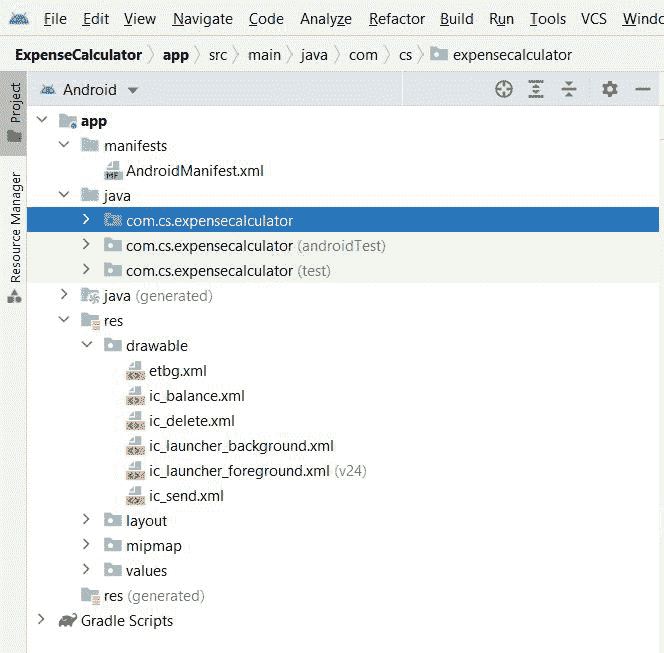 File Edit View Navigate Code Analyze Refactor Build Run Tools VCS Windo
ExpenseCalculator app src main java com cs expensecalculator
Project
Resource Manager
Android
app
manifests
AndroidManifest.xml
java
com.cs.expensecalculator
com.cs.expensecalculator (androidTest)
com.cs.expensecalculator (test)
java (generated)
res
drawable
etbg.xml
ic_balance.xml
ic_delete.xml
ic_launcher_background.xml
ic_launcher_foreground.xml (v24)
ic_send.xml
layout
mipmap
values
res (generated)
Gradle Scripts